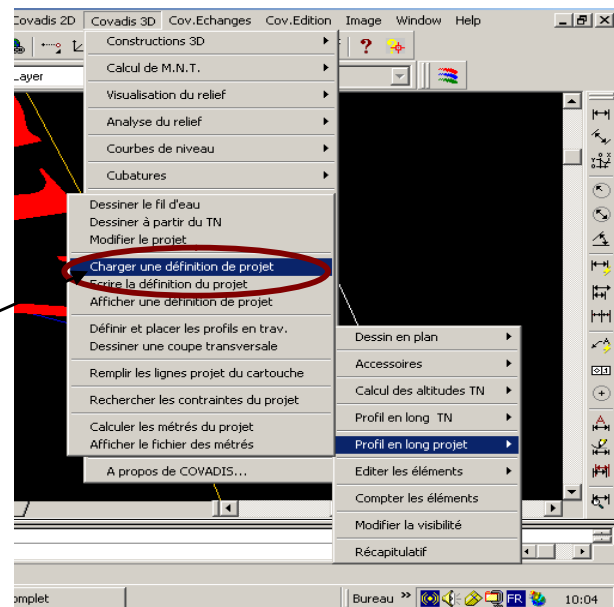 Covadis 2D Covadis 3D Cov.Echanges Cov.Edition Image Window Help
Constructions 3D
Calcul de M.N.T.
Layer
Visualisation du relief
Analyse du relief
Courbes de niveau
Cubatures
Dessiner le fil d'eau
Dessiner à partir du TN
Modifier le projet
Charger une définition de projet
Ecrire la définition du projet
Afficher une définition de projet
Définir et placer les profils en trav.
Dessiner une coupe transversale
Remplir les lignes projet du cartouche
Rechercher les contraintes du projet
Calculer les métrés du projet
Afficher le fichier des métrés
A propos de COVADIS...
Dessin en plan
Accessoires
Calcul des altitudes TN
Profil en long TN
Profil en long projet
Editer les éléments
Compter les éléments
Modifier la visibilité
Récapitulatif
omplet Bureau » FR 10:04